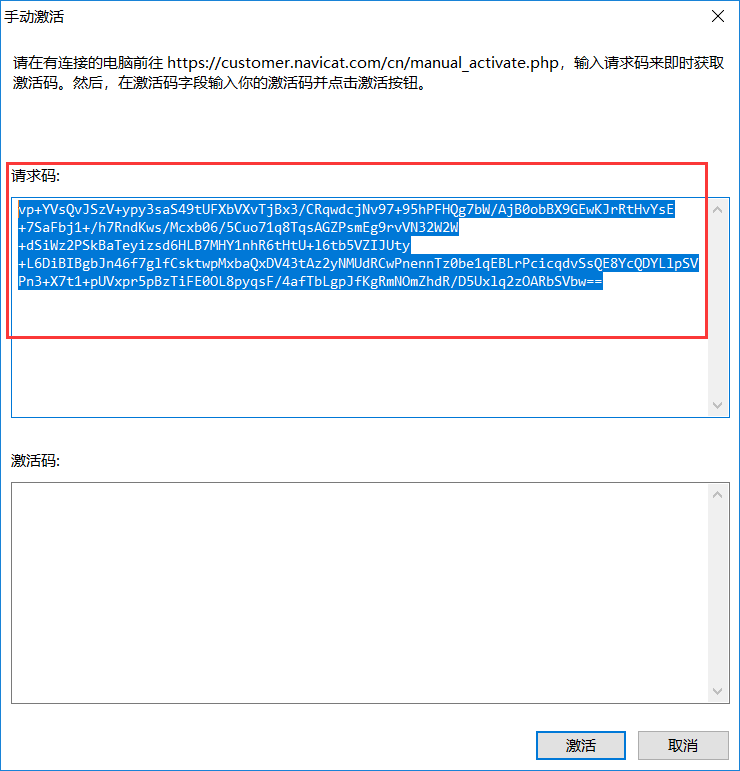 手动激活
请在有连接的电脑前往 https://customer.navicat.com/cn/manual_activate.php，输入请求码来即时获取
激活码。然后，在激活码字段输入你的激活码并点击激活按钮。
请求码:
vp+YVsQvJSzV+ypy3saS49tUFXbVXvTjBx3/CRqwdcjNv97+95hPFHQg7bW/AjB0obBX9GEwKJrRtHvYsE
+7SaFbj1+/h7RndKws/Mcxb06/5Cuo71q8TqsAGZPsmEg9rvVN32W2W
+dSiWz2PSkBaTeyizsd6HLB7MHY1nhR6tHtU+l6tb5VZIJUty
+L6DiBIBgbJn46f7glfCsktwpMxbaQxDV43tAz2yNMUdRCwPnennTz0be1qEBLrPcicqdvSsQE8YcQDYLlpSV
Pn3+X7t1+pUVxpr5pBzTiFE0OL8pyqsF/4afTbLgpJfKgRmNOmZhdR/D5Uxlq2zOARbSVbw==
激活码:
激活
取消